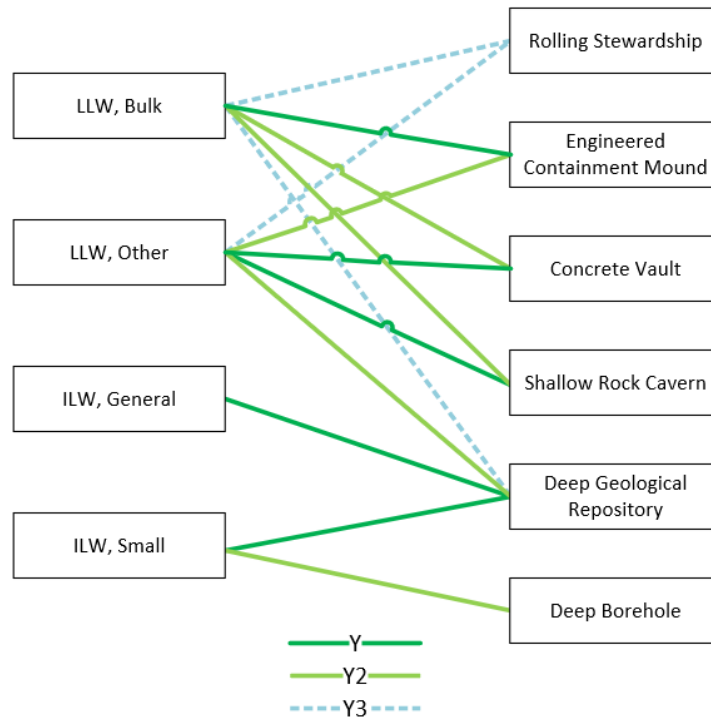 Rolling Stewardship
LLW, Bulk
Engineered
Containment Mound
LLW, Other
Concrete Vault
ILW, General
Shallow Rock Cavern
Deep Geological
Repository
ILW, Small
Deep Borehole
Y
Y2
Y3